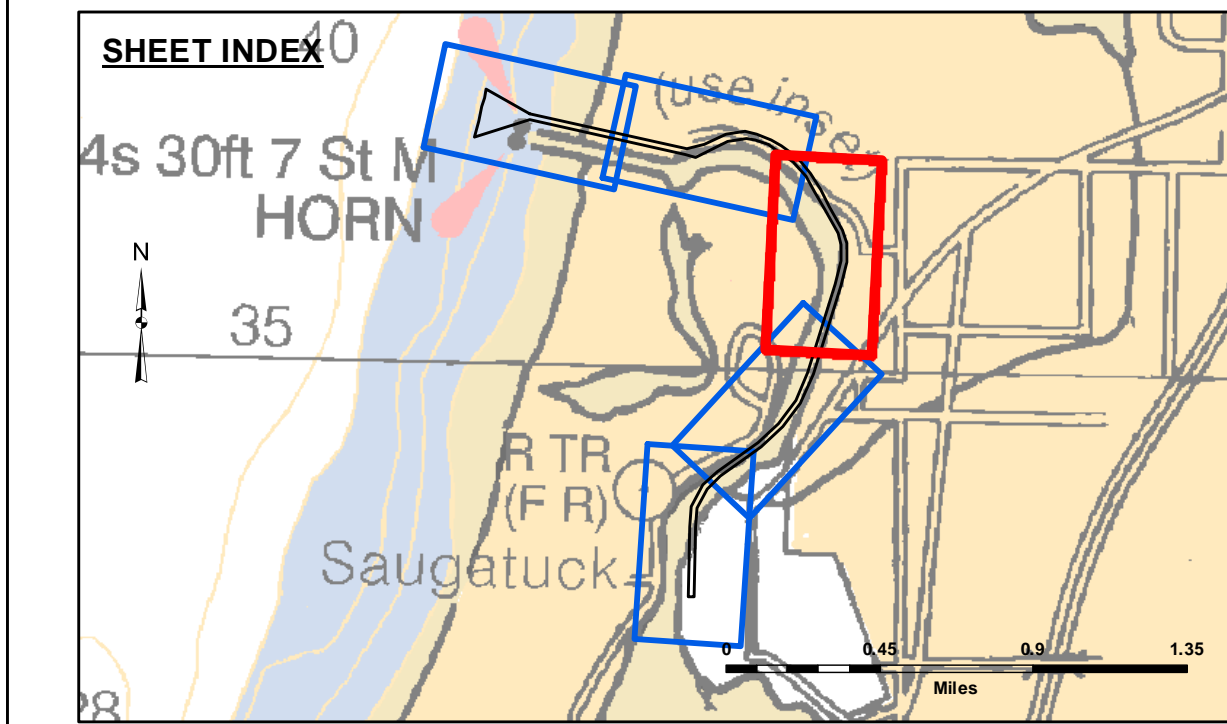 SHEET INDEX
40
(use inset)
4s 30ft 7 St M
HORN
N
35
R TR
(F R)
Saugatuck
0 0.45 0.9 1.35
Miles
28